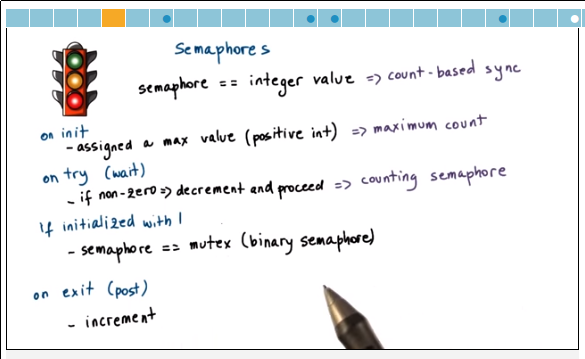 Semaphores
semaphore == integer value => count-based sync
on init
- assigned a max value (positive int) => maximum count
on try (wait)
- if non-zero => decrement and proceed => counting semaphore
If initialized with 1
- semaphore == mutex (binary semaphore)
on exit (post)
- increment